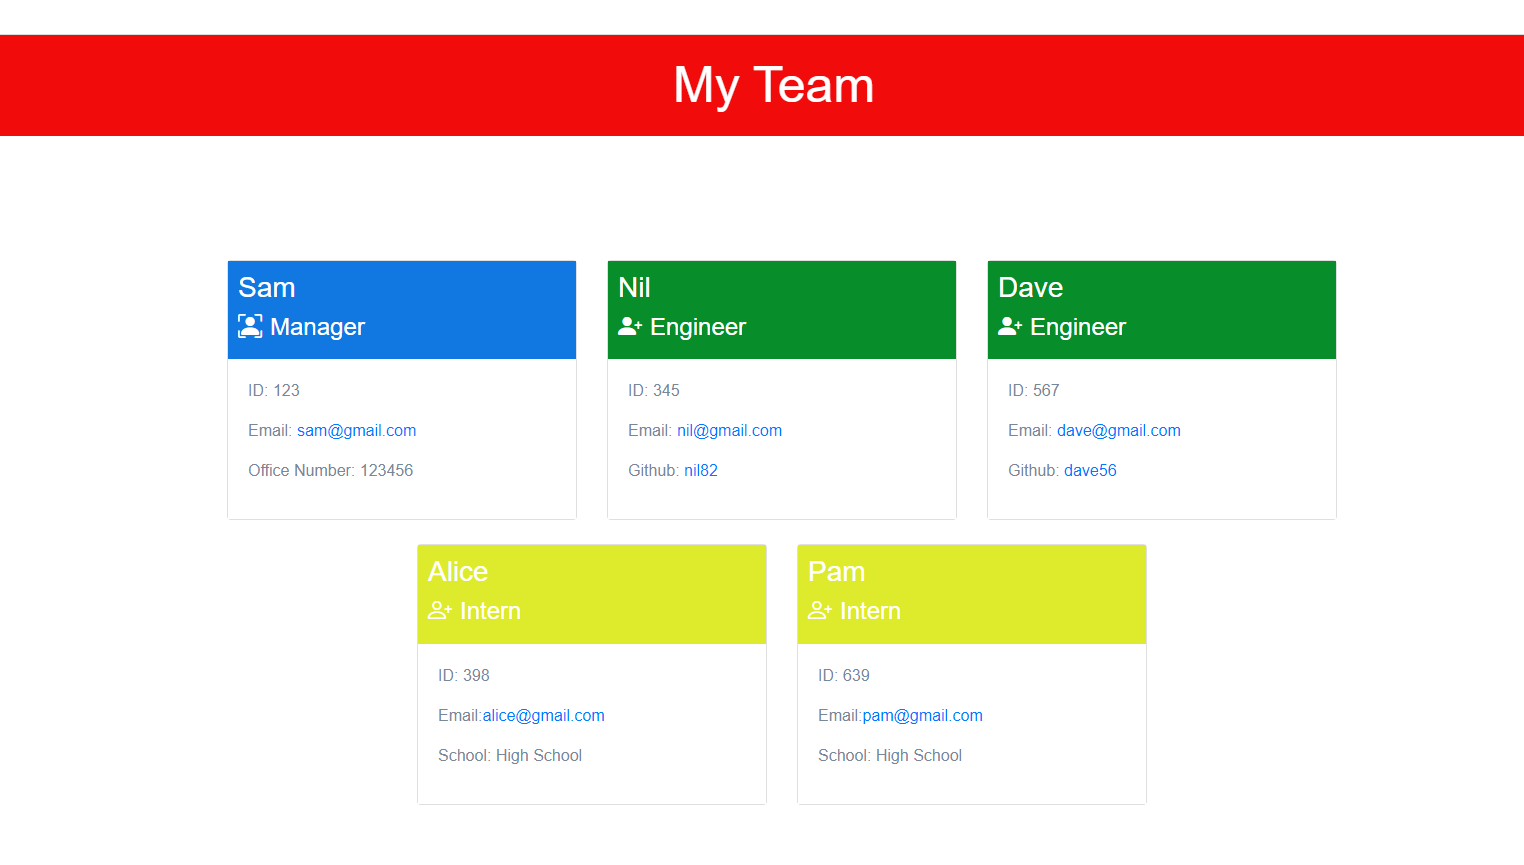 My Team
Sam
Manager
ID: 123
Email: sam@gmail.com
Office Number: 123456
Nil
Engineer
ID: 345
Email: nil@gmail.com
Github: nil82
Dave
Engineer
ID: 567
Email: dave@gmail.com
Github: dave56
Alice
Intern
ID: 398
Email:alice@gmail.com
School: High School
Pam
Intern
ID: 639
Email:pam@gmail.com
School: High School